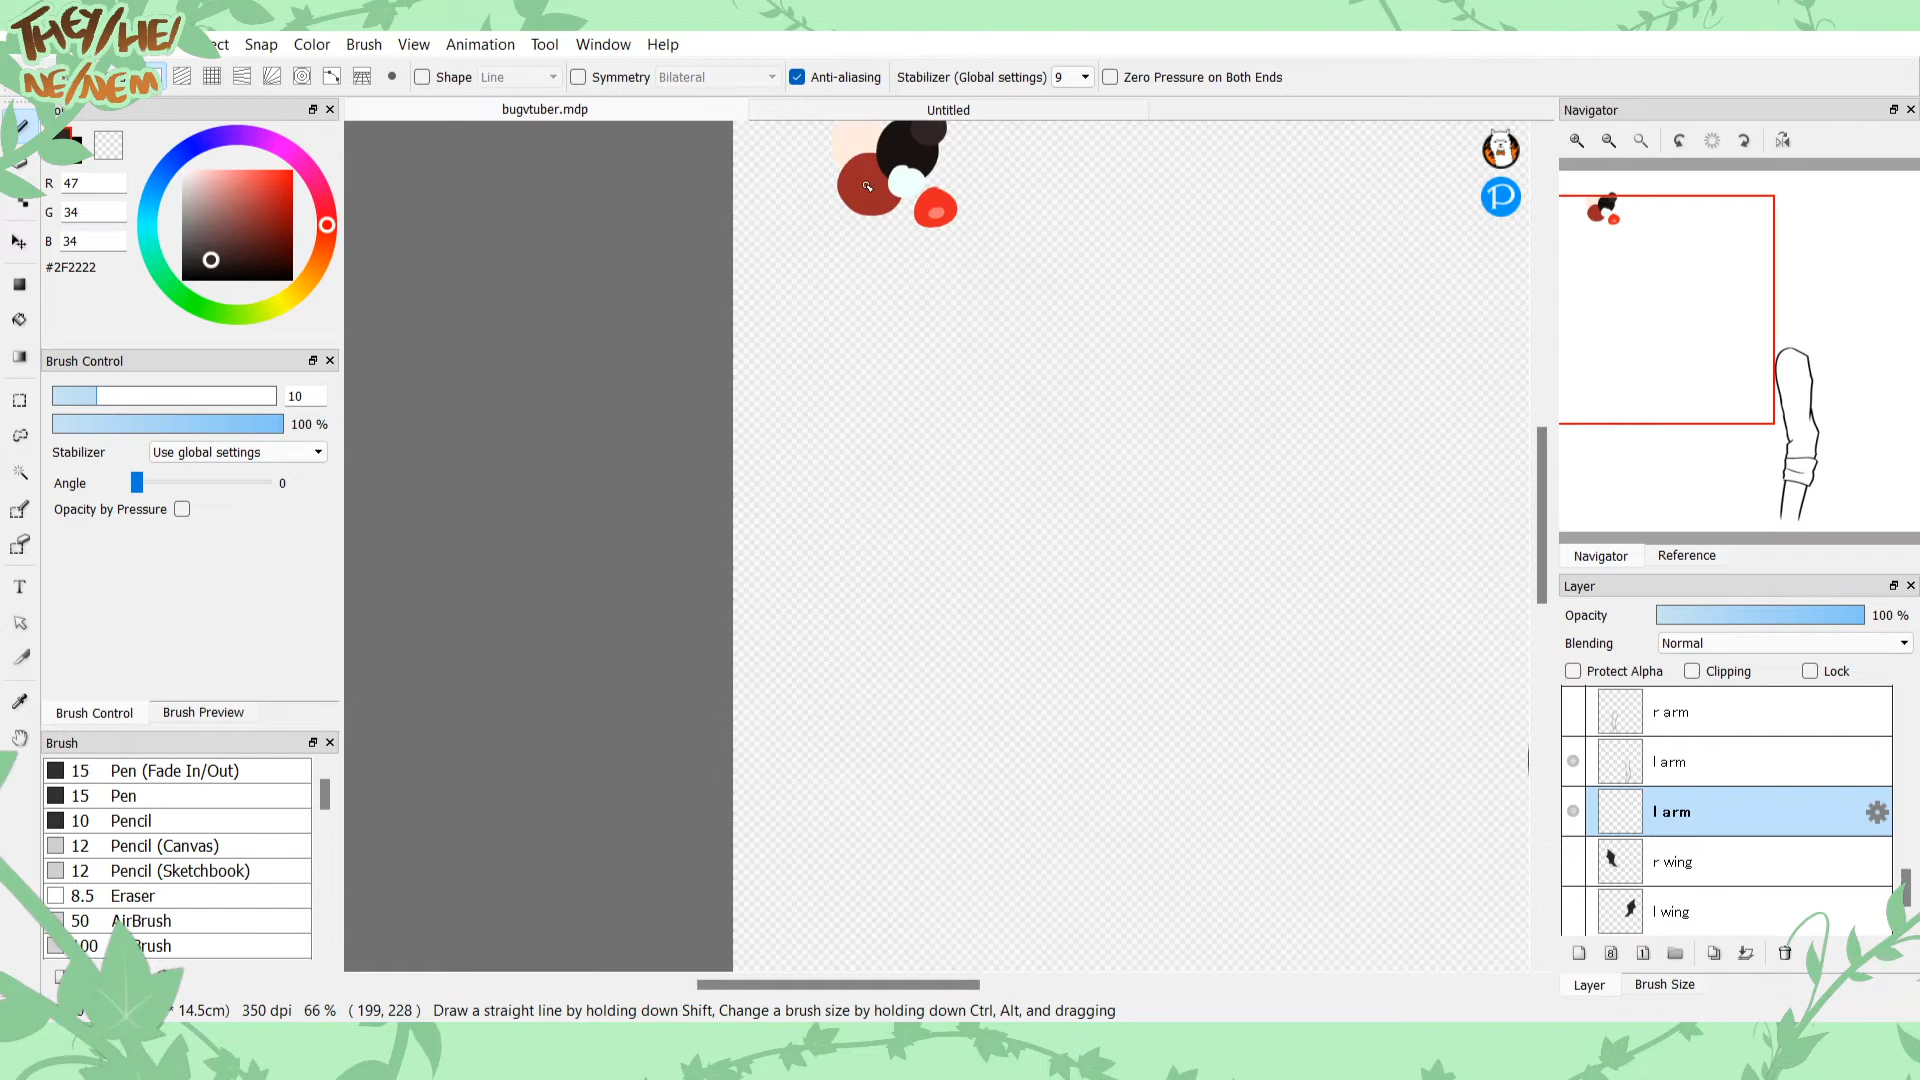 THEY/HE/
NE/NEM
Snap Color Brush View Animation Tool Window Help
Shape Line Symmetry Bilateral Anti-aliasing Stabilizer (Global settings) 9 Zero Pressure on Both Ends
bugvtuber.mdp
Untitled
R 47
G 34
B 34
#2F2222
Brush Control
10
100 %
Stabilizer Use global settings
Angle 0
Opacity by Pressure
Brush Control Brush Preview
Brush
15 Pen (Fade In/Out)
15 Pen
10 Pencil
12 Pencil (Canvas)
12 Pencil (Sketchbook)
8.5 Eraser
50 AirBrush
100
* 14.5cm) 350 dpi 66 % ( 199, 228 ) Draw a straight line by holding down Shift, Change a brush size by holding down Ctrl, Alt, and dragging
P
Navigator
Navigator Reference
Layer
Opacity 100 %
Blending Normal
Protect Alpha Clipping Lock
r arm
l arm
l arm
r wing
l wing
8 1
Layer Brush Size